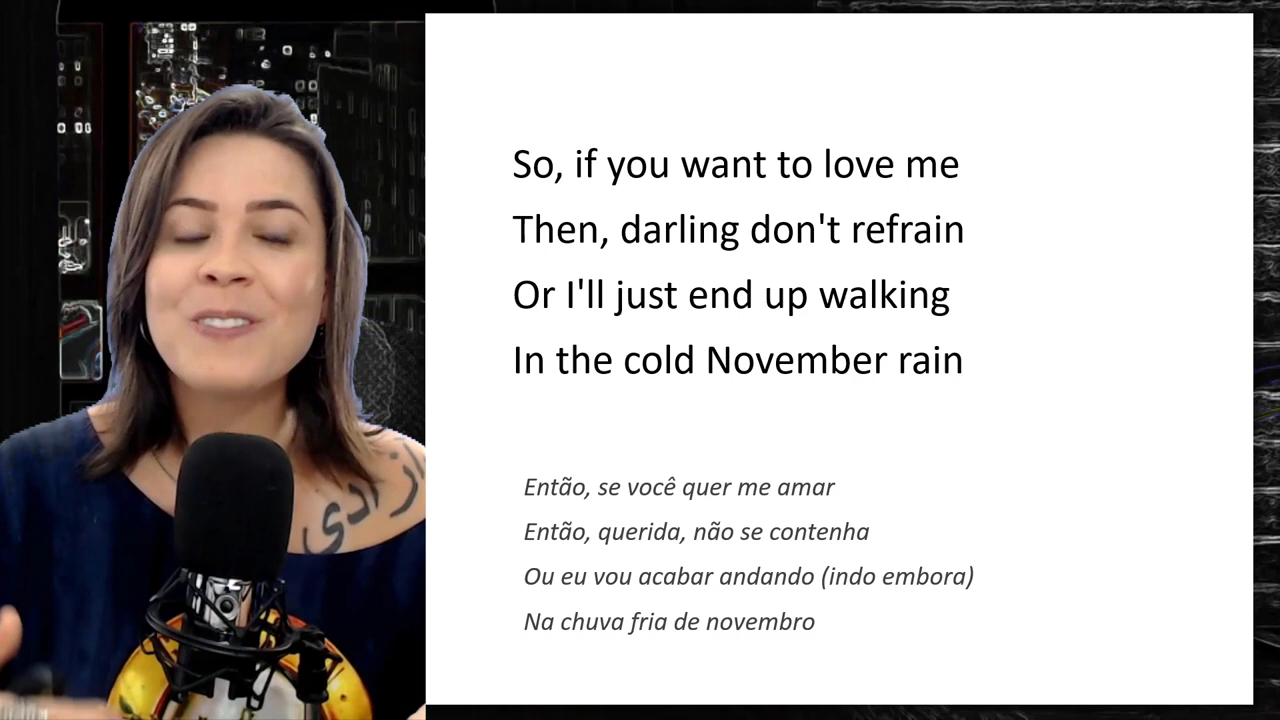 So, if you want to love me
Then, darling don't refrain
Or I'll just end up walking
In the cold November rain
Então, se você quer me amar
Então, querida, não se contenha
Ou eu vou acabar andando (indo embora)
Na chuva fria de novembro
آزادی